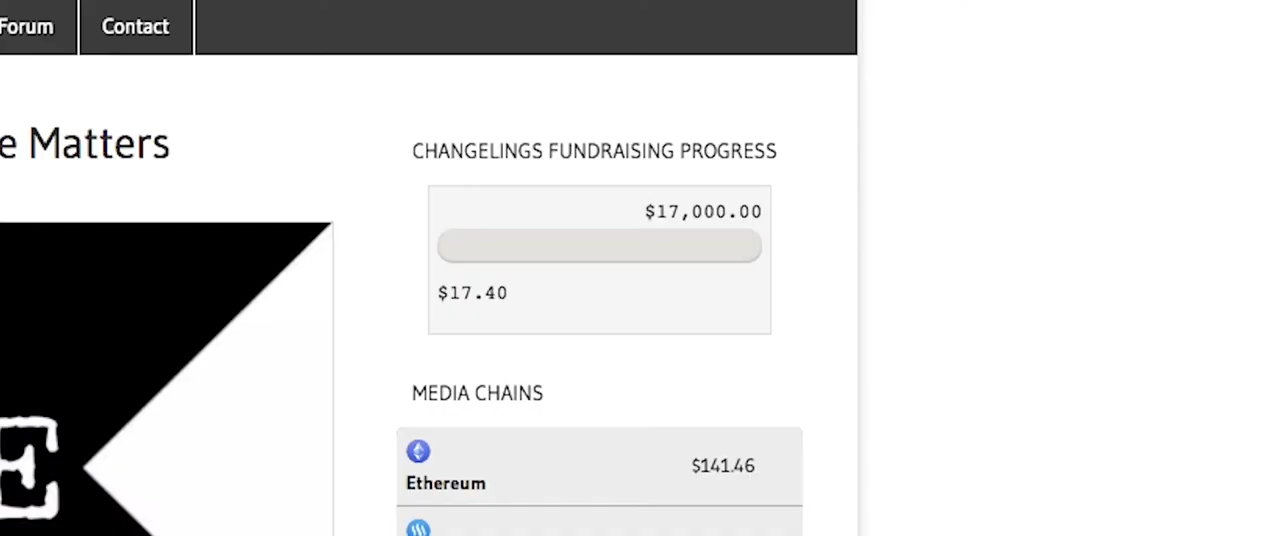 Forum
Contact
e Matters
CHANGELINGS FUNDRAISING PROGRESS
$17,000.00
$17.40
MEDIA CHAINS
$141.46
Ethereum
E